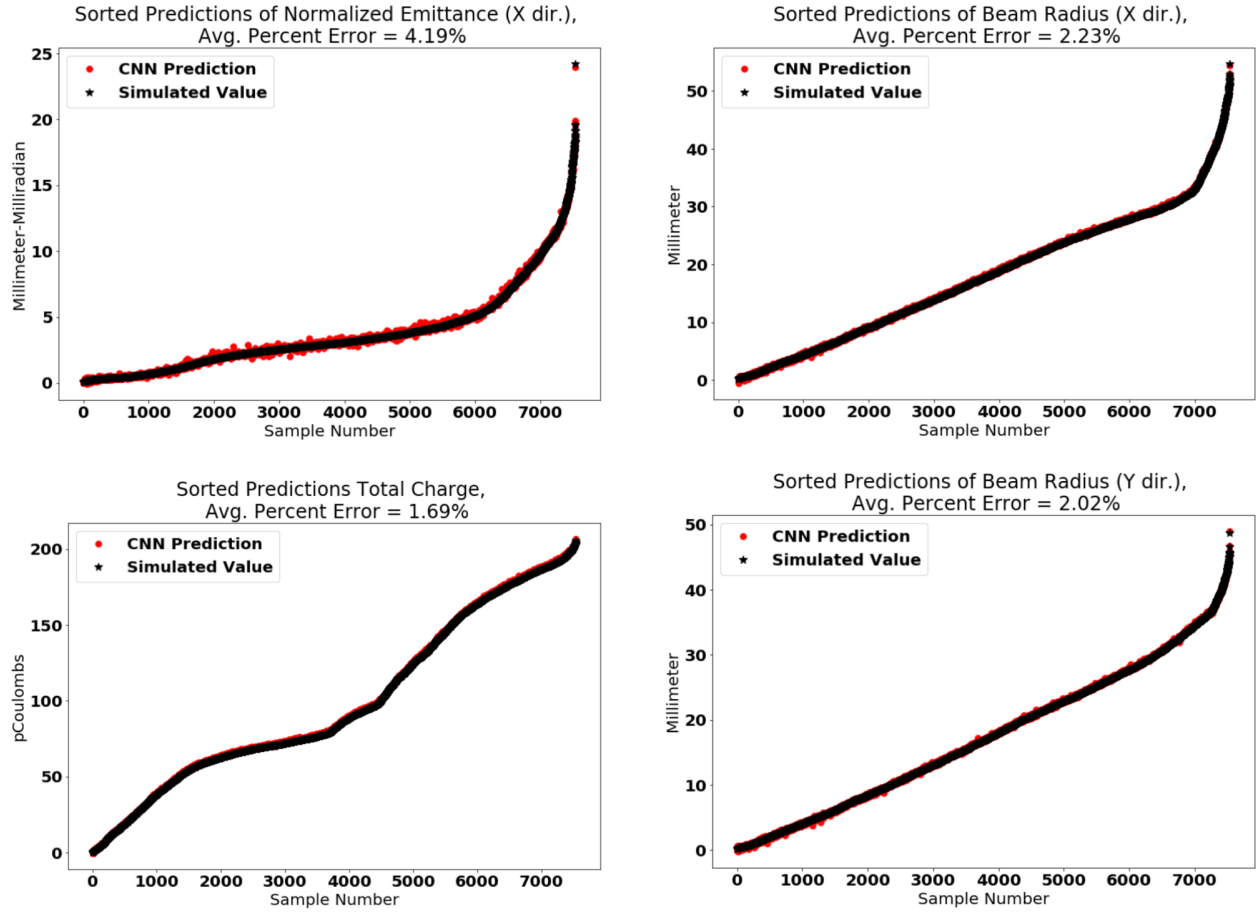 Sorted Predictions of Normalized Emittance (X dir.),
Avg. Percent Error = 4.19%
25
20
15
10
5
0
Millimeter-Milliradian
CNN Prediction
Simulated Value
0 1000 2000 3000 4000 5000 6000 7000
Sample Number
Sorted Predictions of Beam Radius (X dir.),
Avg. Percent Error = 2.23%
50
40
30
20
10
0
Millimeter
CNN Prediction
Simulated Value
0 1000 2000 3000 4000 5000 6000 7000
Sample Number
Sorted Predictions Total Charge,
Avg. Percent Error = 1.69%
200
150
100
50
0
pCoulombs
CNN Prediction
Simulated Value
0 1000 2000 3000 4000 5000 6000 7000
Sample Number
Sorted Predictions of Beam Radius (Y dir.),
Avg. Percent Error = 2.02%
50
40
30
20
10
0
Millimeter
CNN Prediction
Simulated Value
0 1000 2000 3000 4000 5000 6000 7000
Sample Number